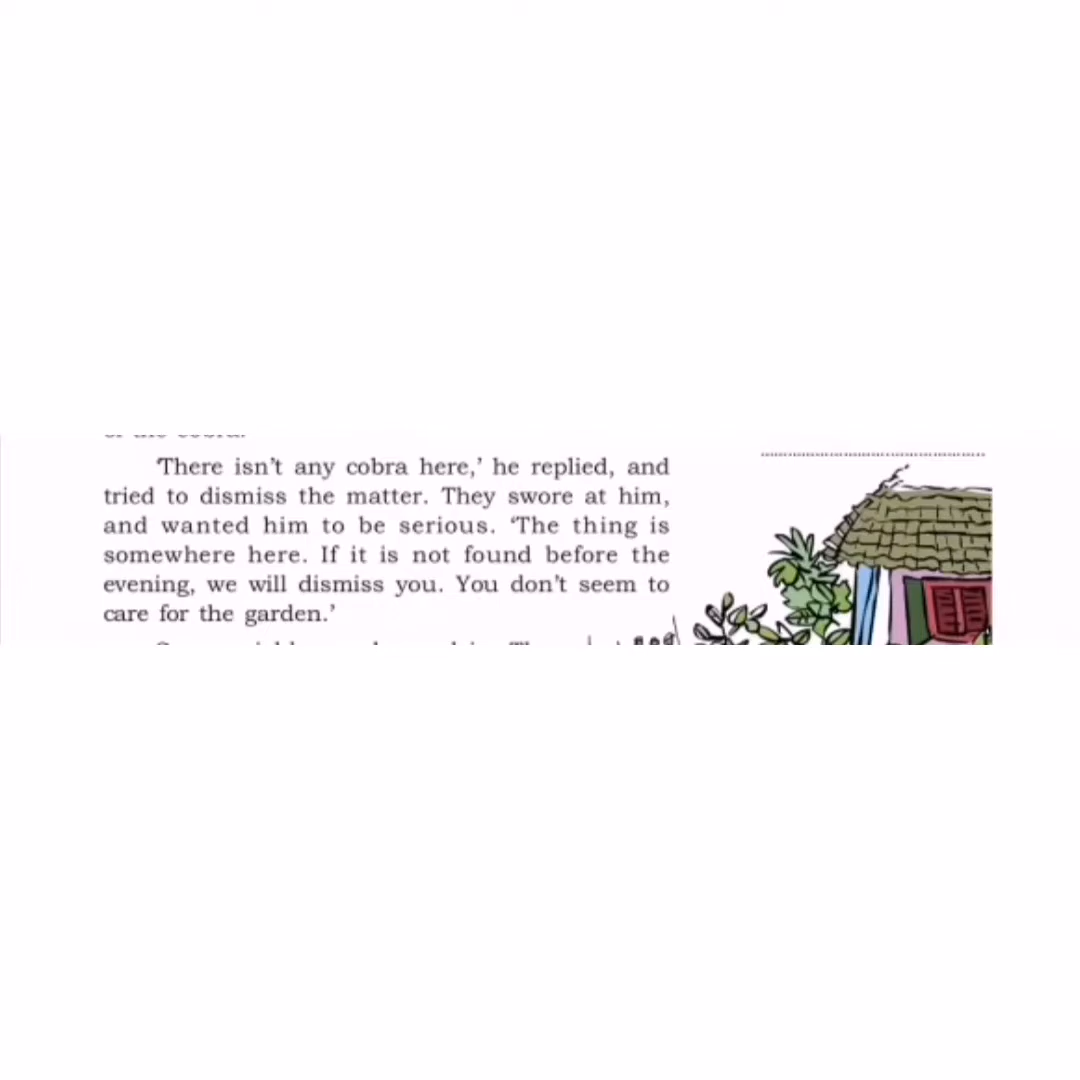 ‘There isn’t any cobra here,’ he replied, and
tried to dismiss the matter. They swore at him,
and wanted him to be serious. ‘The thing is
somewhere here. If it is not found before the
evening, we will dismiss you. You don’t seem to
care for the garden.’